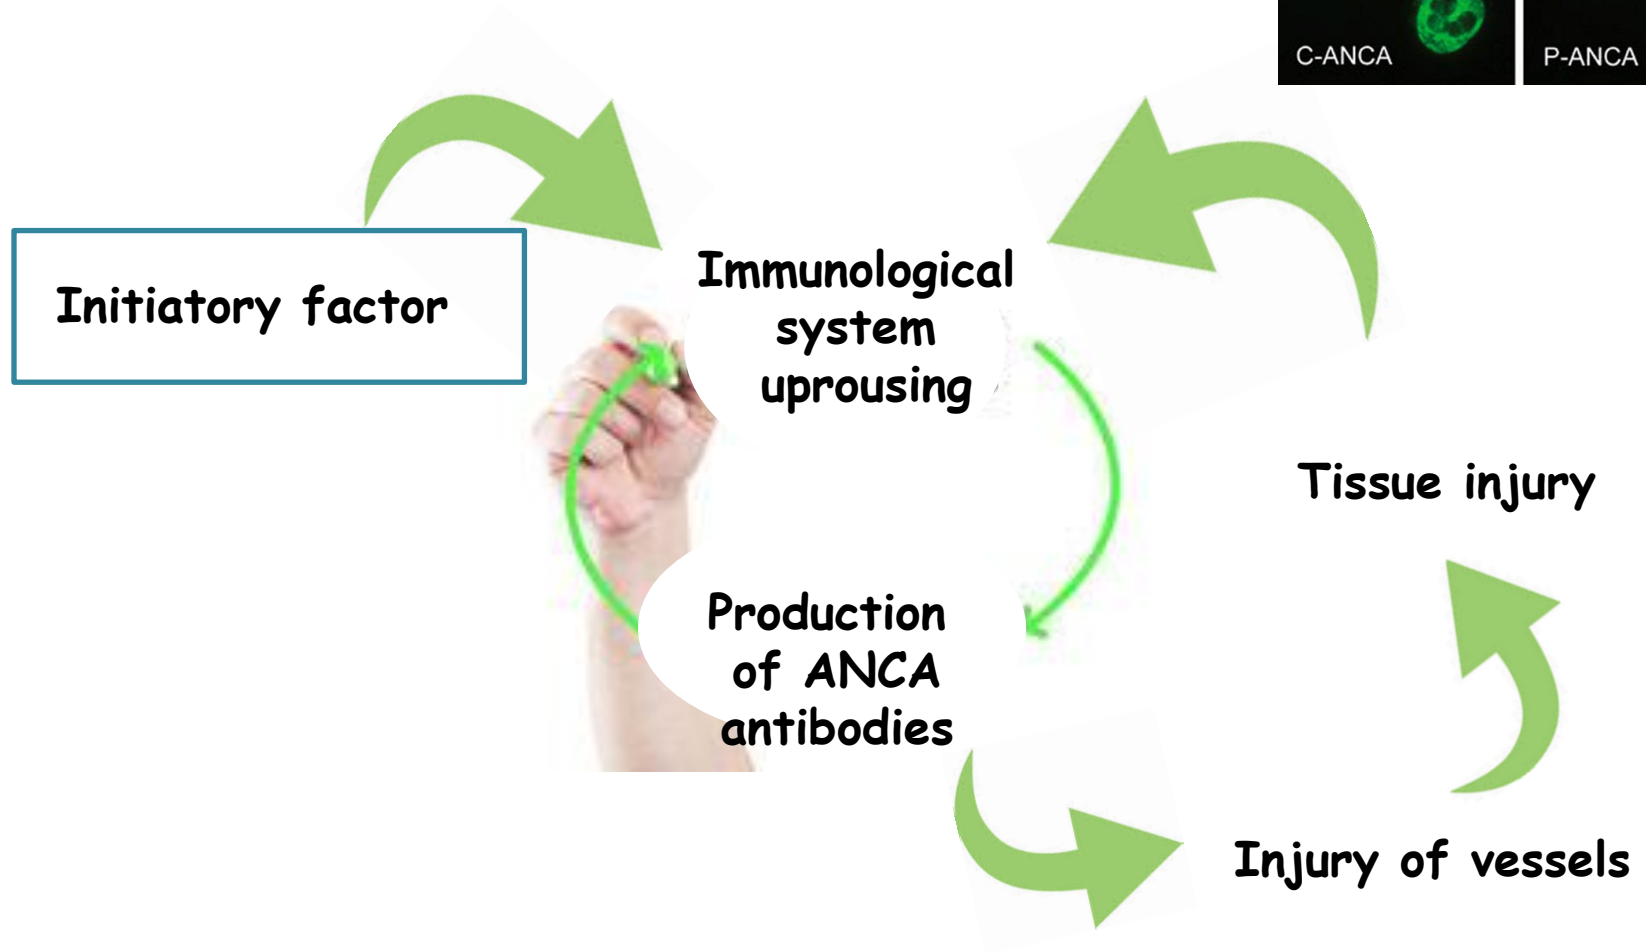 C-ANCA
P-ANCA
Initiatory factor
Immunological
system
uprousing
Tissue injury
Production
of ANCA
antibodies
Injury of vessels